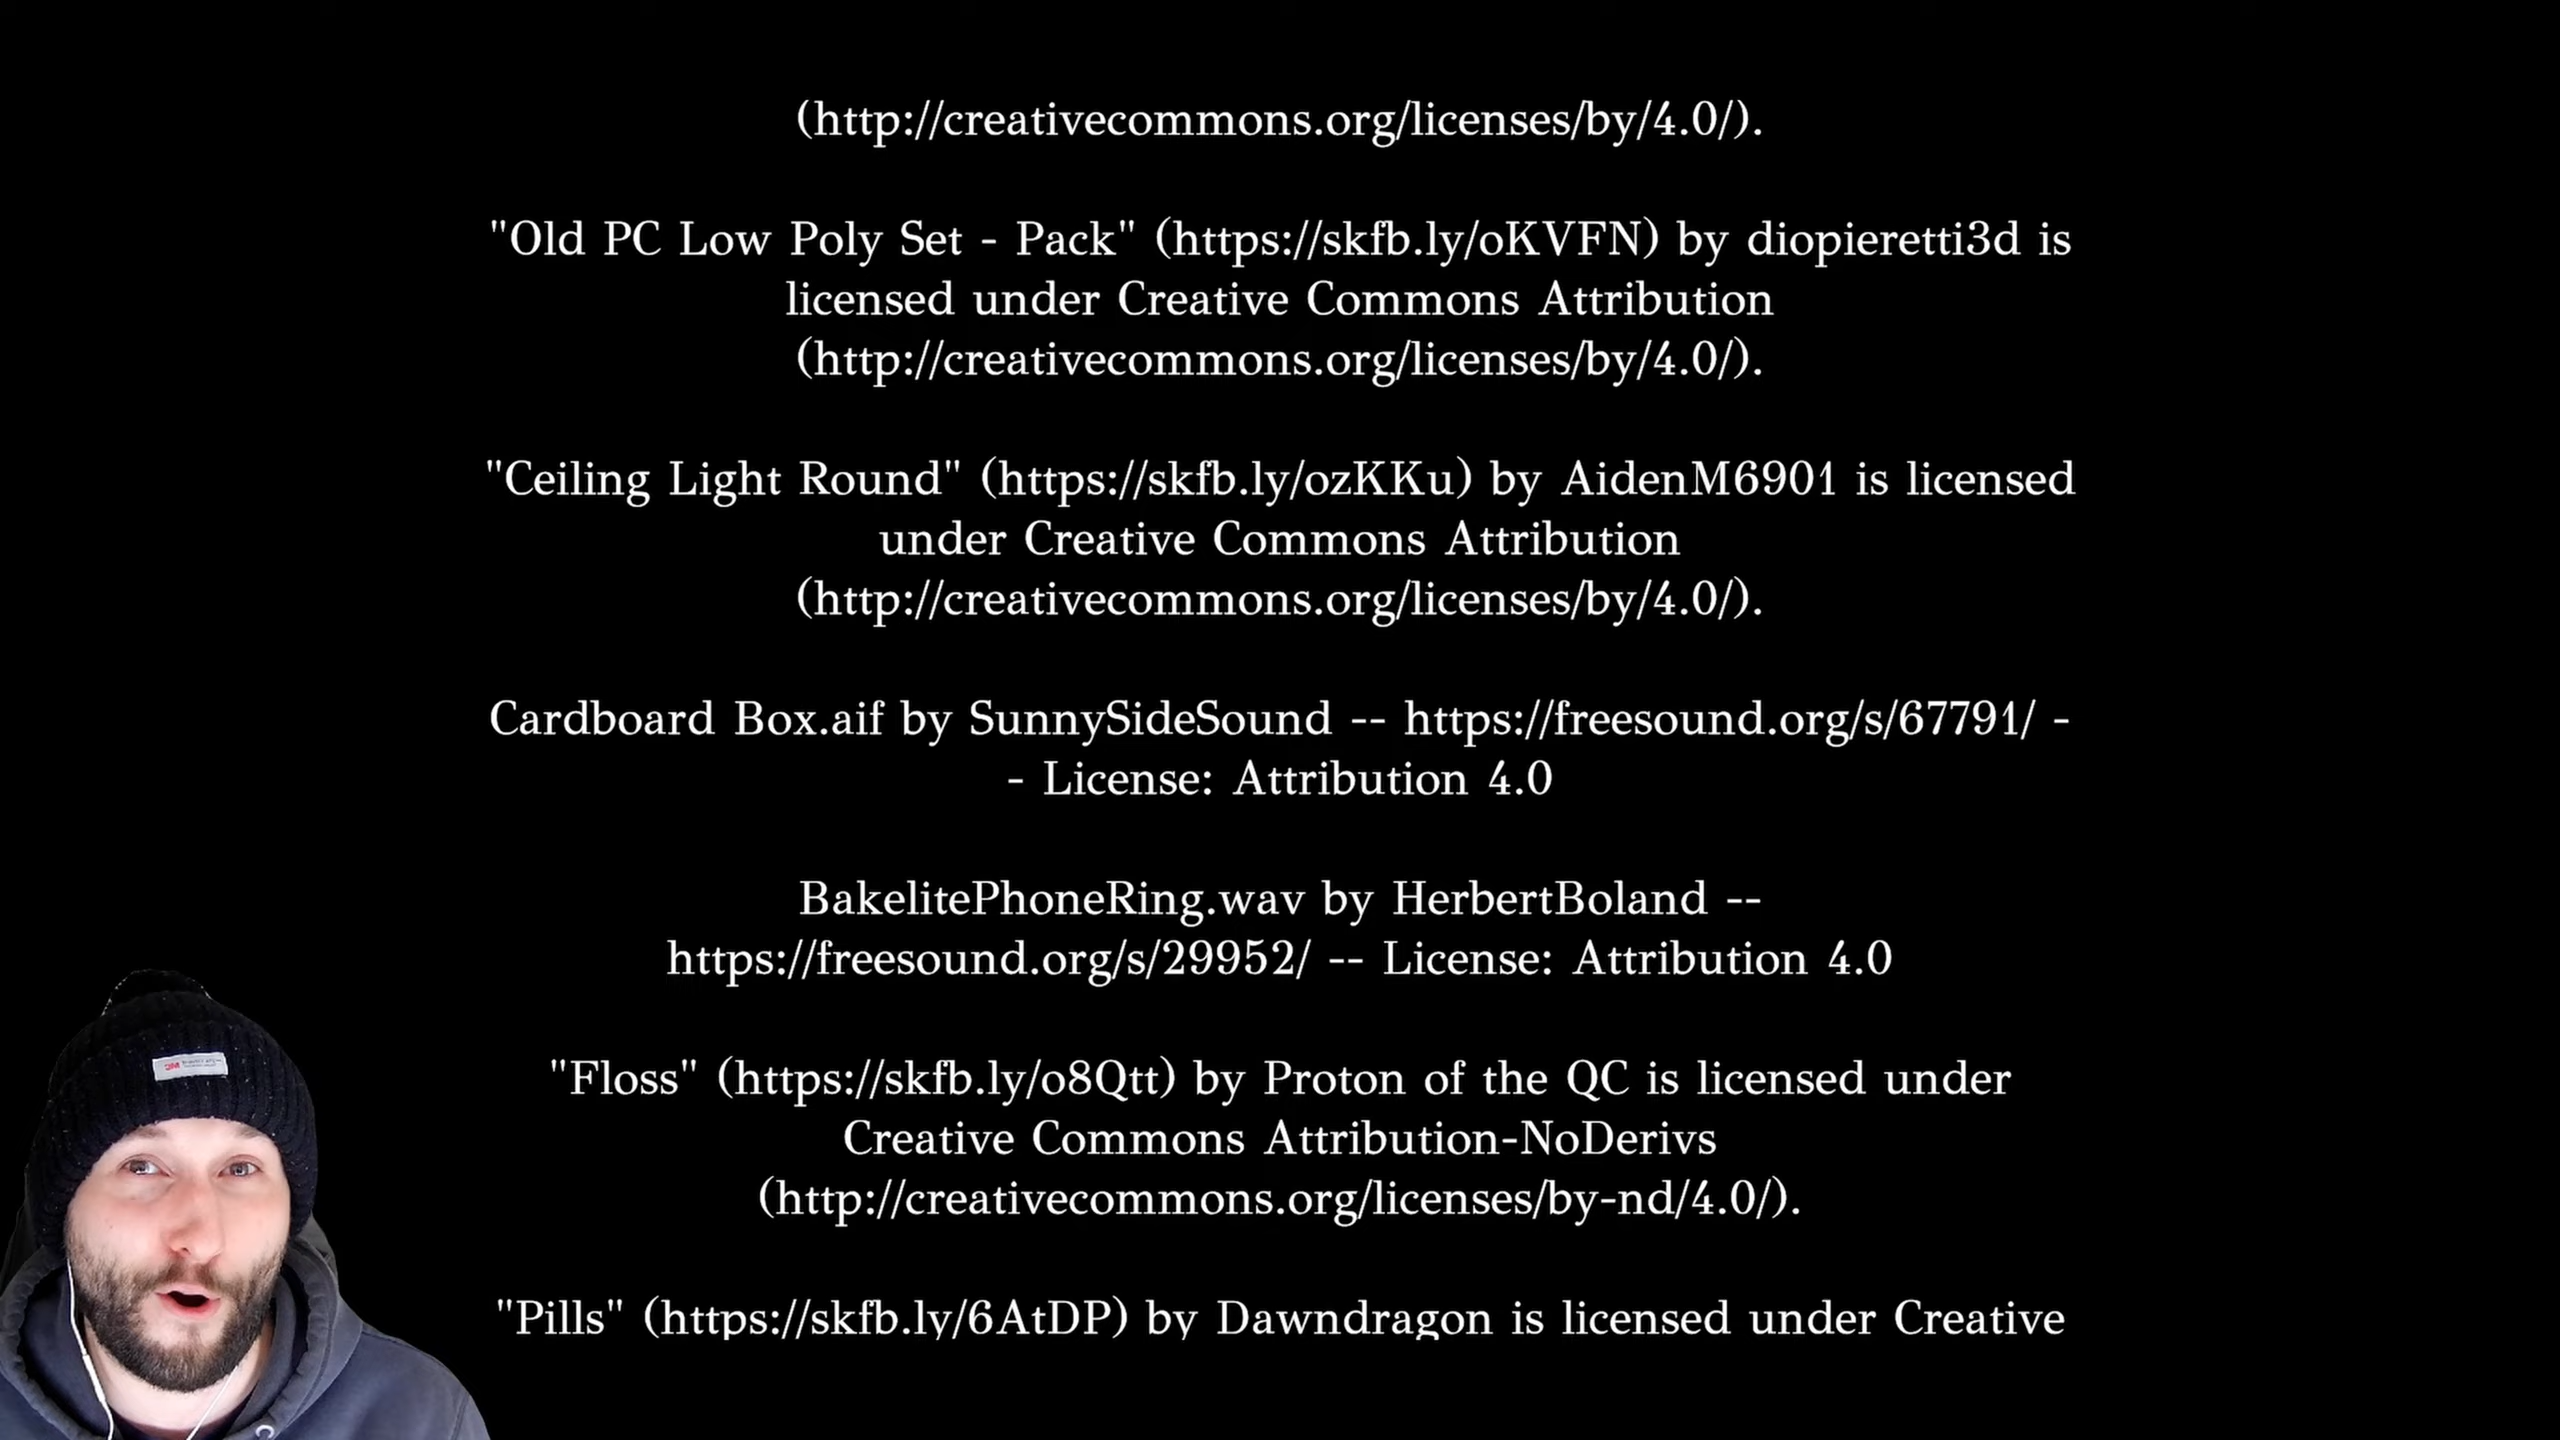 (http://creativecommons.org/licenses/by/4.0/).
"Old PC Low Poly Set - Pack" (https://skfb.ly/oKVFN) by diopieretti3d is
licensed under Creative Commons Attribution
(http://creativecommons.org/licenses/by/4.0/).
"Ceiling Light Round" (https://skfb.ly/ozKKu) by AidenM6901 is licensed
under Creative Commons Attribution
(http://creativecommons.org/licenses/by/4.0/).
Cardboard Box.aif by SunnySideSound -- https://freesound.org/s/67791/ -
- License: Attribution 4.0
BakelitePhoneRing.wav by HerbertBoland --
https://freesound.org/s/29952/ -- License: Attribution 4.0
"Floss" (https://skfb.ly/o8Qtt) by Proton of the QC is licensed under
Creative Commons Attribution-NoDerivs
(http://creativecommons.org/licenses/by-nd/4.0/).
"Pills" (https://skfb.ly/6AtDP) by Dawndragon is licensed under Creative
3M